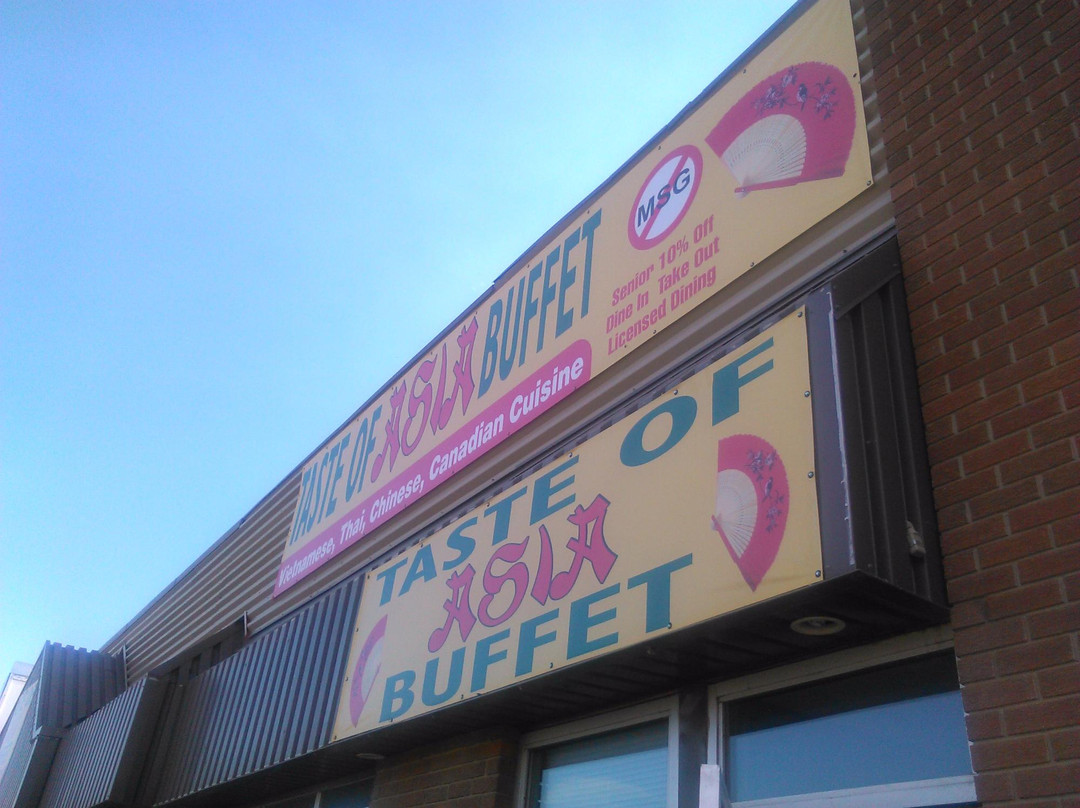 TASTE OF ASIA BUFFET
Vietnamese, Thai, Chinese, Canadian Cuisine
MSG
Senior 10% Off
Dine In Take Out
Licensed Dining
TASTE OF
ASIA
BUFFET